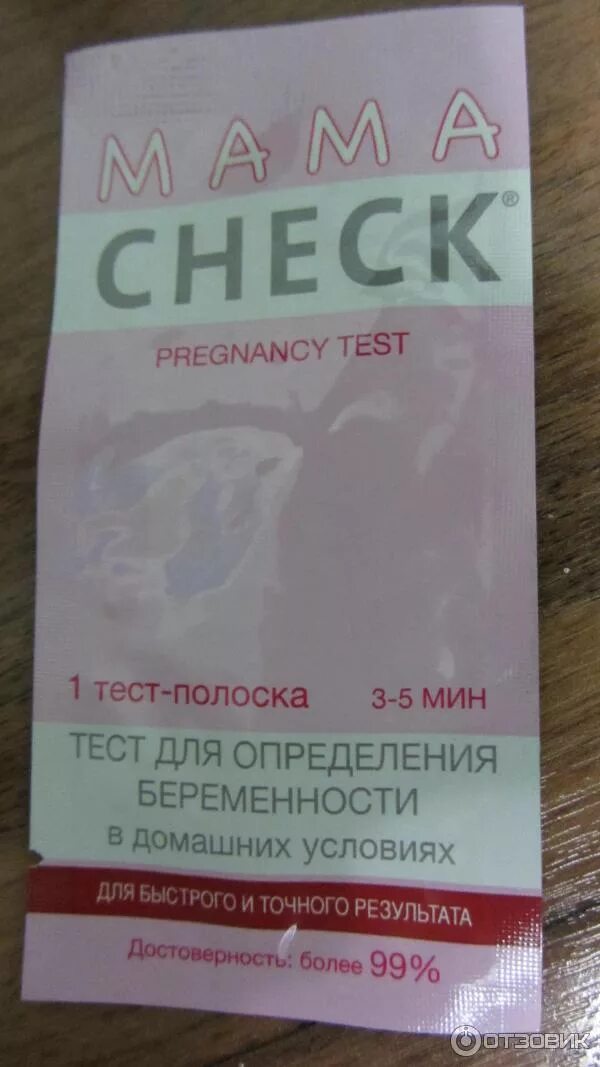 МАМА
CHECK®
PREGNANCY TEST
1 тест-полоска 3-5 МИН
ТЕСТ ДЛЯ ОПРЕДЕЛЕНИЯ
БЕРЕМЕННОСТИ
в домашних условиях
ДЛЯ БЫСТРОГО И ТОЧНОГО РЕЗУЛЬТАТА
Достоверность: более 99%
ОТЗОВИК